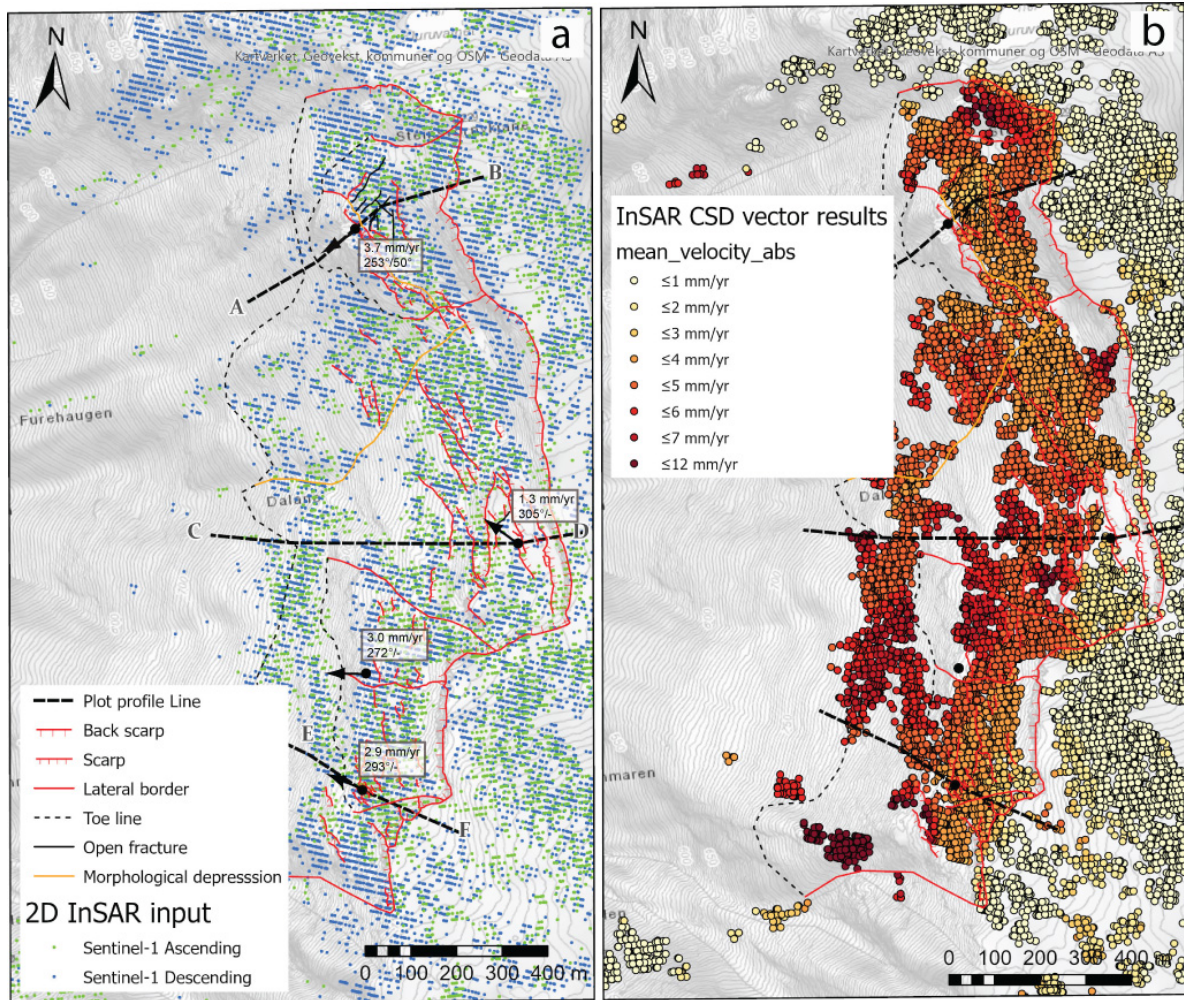 N
a
Kartverket, Geovekst, kommuner og OSM - Geodata AS
B
3.7 mm/yr
253°/50°
A
Furehaugen
1.3 mm/yr
305°/-
C
D
3.0 mm/yr
272°/-
E
2.9 mm/yr
293°/-
F
Plot profile Line
Back scarp
Scarp
Lateral border
Toe line
Open fracture
Morphological depresssion
2D InSAR input
Sentinel-1 Ascending
Sentinel-1 Descending
0 100 200 300 400 m
N
b
Kartverket, Geovekst, kommuner og OSM - Geodata AS
InSAR CSD vector results
mean_velocity_abs
≤1 mm/yr
≤2 mm/yr
≤3 mm/yr
≤4 mm/yr
≤5 mm/yr
≤6 mm/yr
≤7 mm/yr
≤12 mm/yr
0 100 200 300 400 m